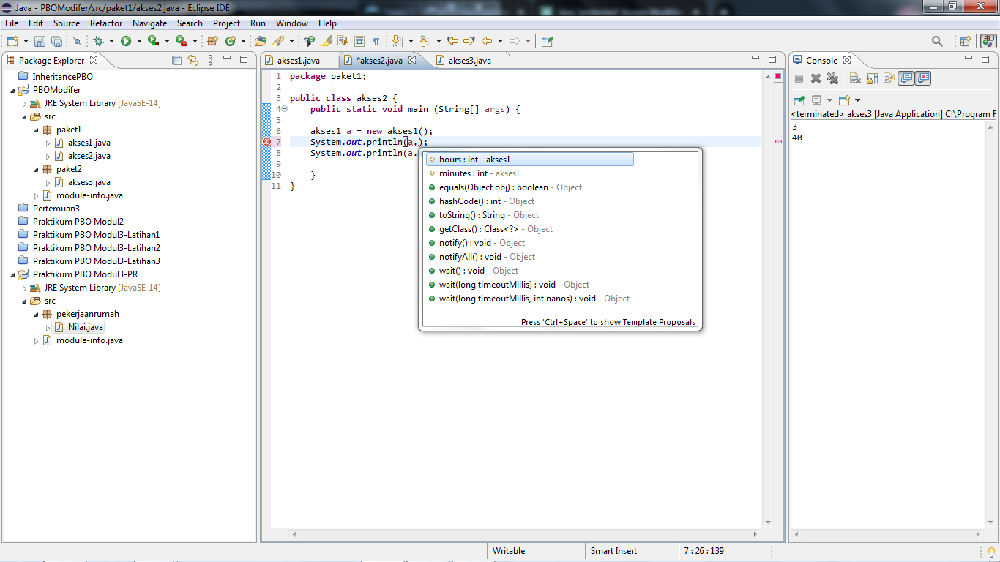 Java - PBOModifer/src/paket1/akses2.java - Eclipse IDE
File Edit Source Refactor Navigate Search Project Run Window Help
Package Explorer
InheritancePBO
PBOModifer
JRE System Library [JavaSE-14]
src
paket1
akses1.java
akses2.java
paket2
akses3.java
module-info.java
Pertemuan3
Praktikum PBO Modul2
Praktikum PBO Modul3-Latihan1
Praktikum PBO Modul3-Latihan2
Praktikum PBO Modul3-Latihan3
Praktikum PBO Modul3-PR
JRE System Library [JavaSE-14]
src
pekerjaanrumah
Nilai.java
module-info.java
akses1.java *akses2.java akses3.java
1 package paket1;
2
3 public class akses2 {
4 public static void main (String[] args) {
5
6 akses1 a = new akses1();
7 System.out.println(a.);
8 System.out.println(a.
9
10 }
11 }
hours : int - akses1
minutes : int - akses1
equals(Object obj) : boolean - Object
hashCode() : int - Object
toString() : String - Object
getClass() : Class<?> - Object
notify() : void - Object
notifyAll() : void - Object
wait() : void - Object
wait(long timeoutMillis) : void - Object
wait(long timeoutMillis, int nanos) : void - Object
Press 'Ctrl+Space' to show Template Proposals
Console
<terminated> akses3 [Java Application] C:\Program F
3
40
Writable Smart Insert 7 : 26 : 139